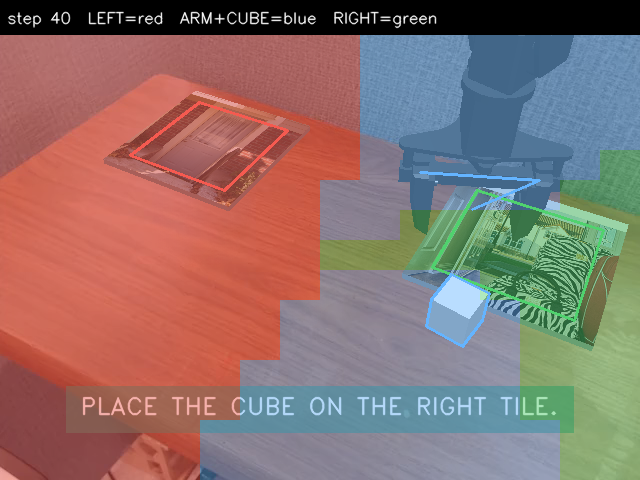 step 40 LEFT=red ARM+CUBE=blue RIGHT=green
PLACE THE CUBE ON THE RIGHT TILE.